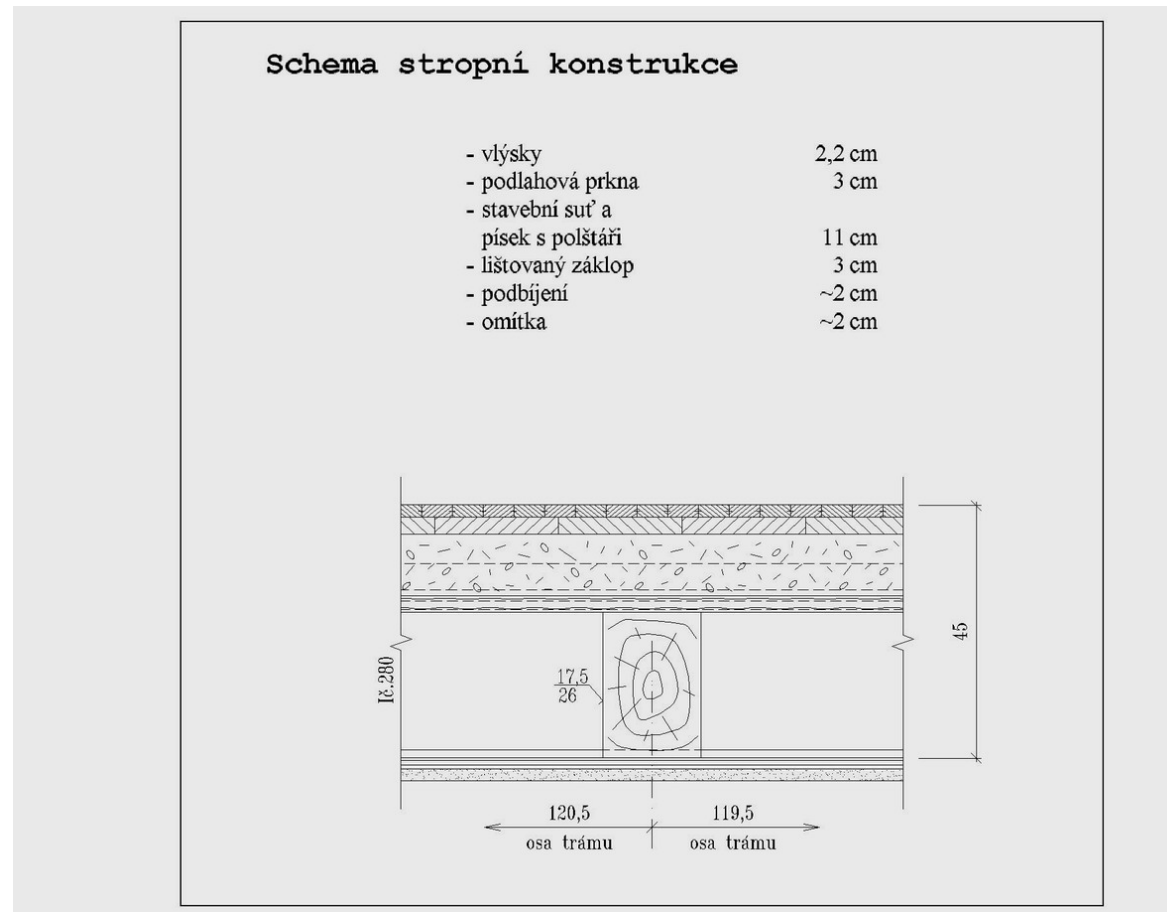 Schema stropní konstrukce
- vlýsky 2,2 cm
- podlahová prkna 3 cm
- stavební suť a
písek s polštáři 11 cm
- lištovaný záklop 3 cm
- podbíjení ~2 cm
- omítka ~2 cm
45
Ič.280
17,5
26
120,5 119,5
osa trámu osa trámu